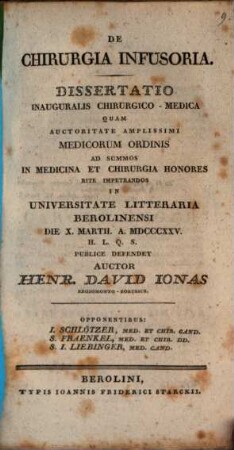 DE
CHIRURGIA INFUSORIA.
DISSERTATIO
INAUGURALIS CHIRURGICO-MEDICA
QUAM
AUCTORITATE AMPLISSIMI
MEDICORUM ORDINIS
AD SUMMOS
IN MEDICINA ET CHIRURGIA HONORES
RITE IMPETRANDOS
IN
UNIVERSITATE LITTERARIA
BEROLINENSI
DIE X. MARTII. A. MDCCCXXV.
H. L. Q. S.
PUBLICE DEFENDET
AUCTOR
HENR. DAVID IONAS
REGIOMONTO-BORUSSUS.
OPPONENTIBUS:
I. SCHLÖTZER, MED. ET CHIR. CAND.
S. FRAENKEL, MED. ET CHIR. DD.
S. I. LIEBINGER, MED. CAND.
BEROLINI,
TYPIS IOANNIS FRIDERICI STARCKII.